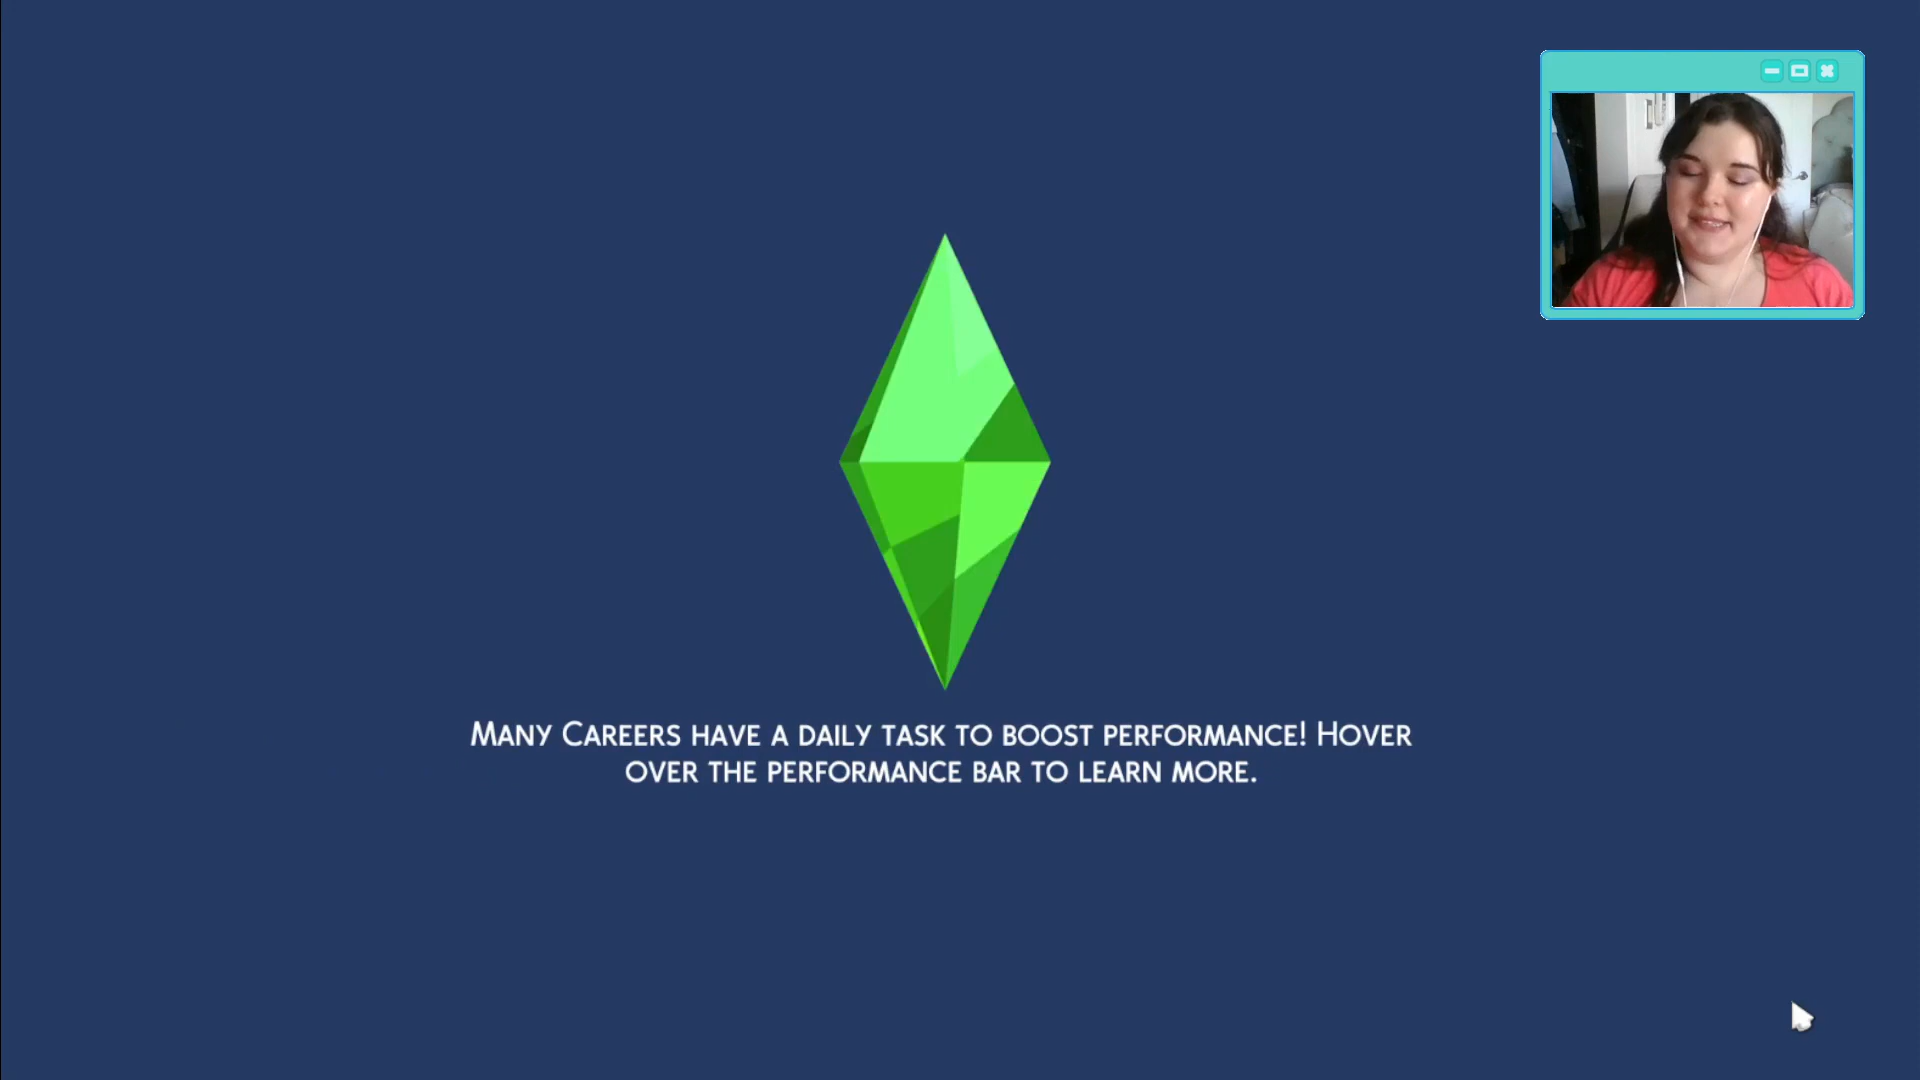 Many Careers have a daily task to boost performance! Hover
over the performance bar to learn more.